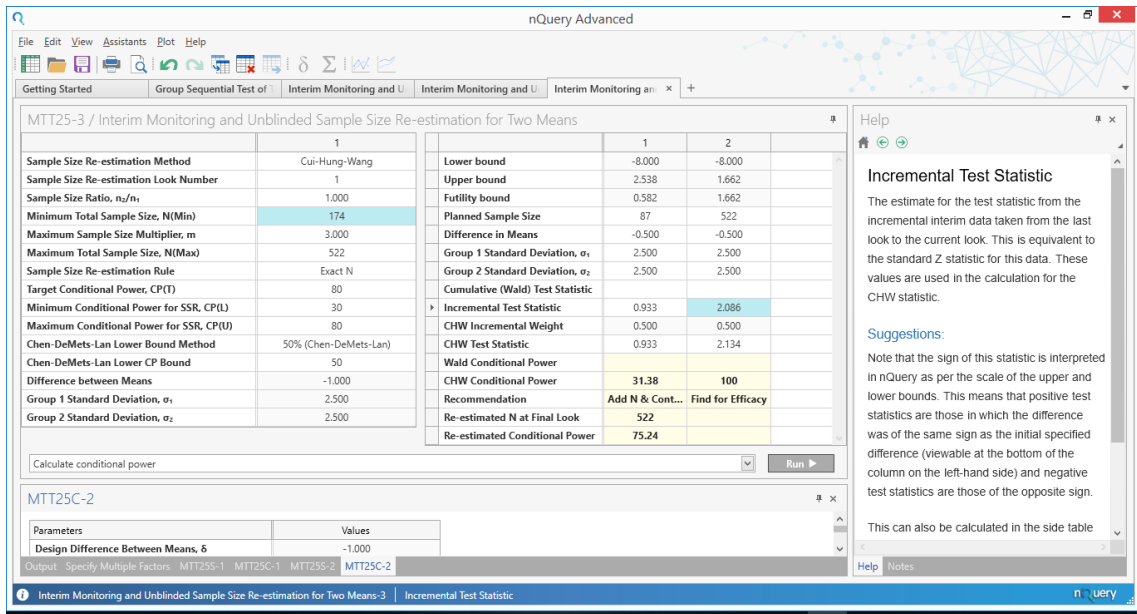 nQuery Advanced
File Edit View Assistants Plot Help
δ Σ
Getting Started Group Sequential Test of Interim Monitoring and U Interim Monitoring and U Interim Monitoring an × +
MTT25-3 / Interim Monitoring and Unblinded Sample Size Re-estimation for Two Means
1
Sample Size Re-estimation Method Cui-Hung-Wang
Sample Size Re-estimation Look Number 1
Sample Size Ratio, n₂/n₁ 1.000
Minimum Total Sample Size, N(Min) 174
Maximum Sample Size Multiplier, m 3.000
Maximum Total Sample Size, N(Max) 522
Sample Size Re-estimation Rule Exact N
Target Conditional Power, CP(T) 80
Minimum Conditional Power for SSR, CP(L) 30
Maximum Conditional Power for SSR, CP(U) 80
Chen-DeMets-Lan Lower Bound Method 50% (Chen-DeMets-Lan)
Chen-DeMets-Lan Lower CP Bound 50
Difference between Means -1.000
Group 1 Standard Deviation, σ₁ 2.500
Group 2 Standard Deviation, σ₂ 2.500
1 2
Lower bound -8.000 -8.000
Upper bound 2.538 1.662
Futility bound 0.582 1.662
Planned Sample Size 87 522
Difference in Means -0.500 -0.500
Group 1 Standard Deviation, σ₁ 2.500 2.500
Group 2 Standard Deviation, σ₂ 2.500 2.500
Cumulative (Wald) Test Statistic
Incremental Test Statistic 0.933 2.086
CHW Incremental Weight 0.500 0.500
CHW Test Statistic 0.933 2.134
Wald Conditional Power
CHW Conditional Power 31.38 100
Recommendation Add N & Cont... Find for Efficacy
Re-estimated N at Final Look 522
Re-estimated Conditional Power 75.24
Calculate conditional power Run
MTT25C-2
Parameters Values
Design Difference Between Means, δ -1.000
Output Specify Multiple Factors MTT25S-1 MTT25C-1 MTT25S-2 MTT25C-2
Help
Incremental Test Statistic
The estimate for the test statistic from the
incremental interim data taken from the last
look to the current look. This is equivalent to
the standard Z statistic for this data. These
values are used in the calculation for the
CHW statistic.
Suggestions:
Note that the sign of this statistic is interpreted
in nQuery as per the scale of the upper and
lower bounds. This means that positive test
statistics are those in which the difference
was of the same sign as the initial specified
difference (viewable at the bottom of the
column on the left-hand side) and negative
test statistics are those of the opposite sign.
This can also be calculated in the side table
Help Notes
Interim Monitoring and Unblinded Sample Size Re-estimation for Two Means-3 Incremental Test Statistic nQuery